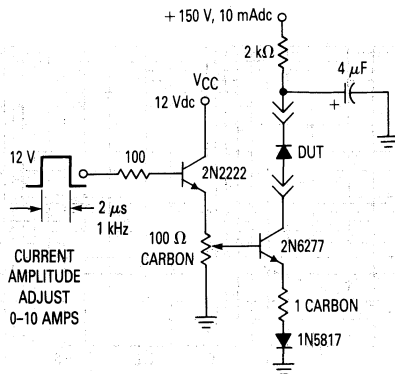 + 150 V, 10 mAdc
2 kΩ
4 μF
+
VCC
12 Vdc
DUT
12 V
100
2N2222
2 μs
1 kHz
100 Ω
CARBON
2N6277
CURRENT
AMPLITUDE
ADJUST
0–10 AMPS
1 CARBON
1N5817